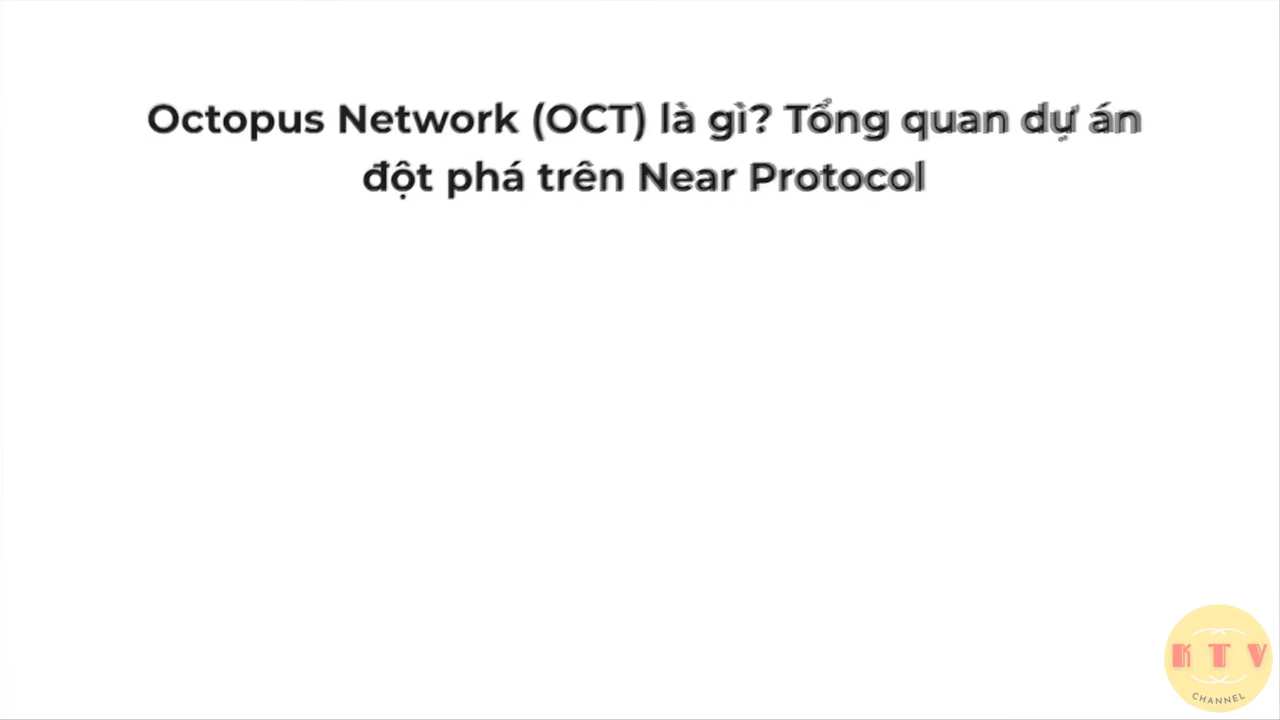 Octopus Network (OCT) là gì? Tổng quan dự án
đột phá trên Near Protocol
KTV
CHANNEL